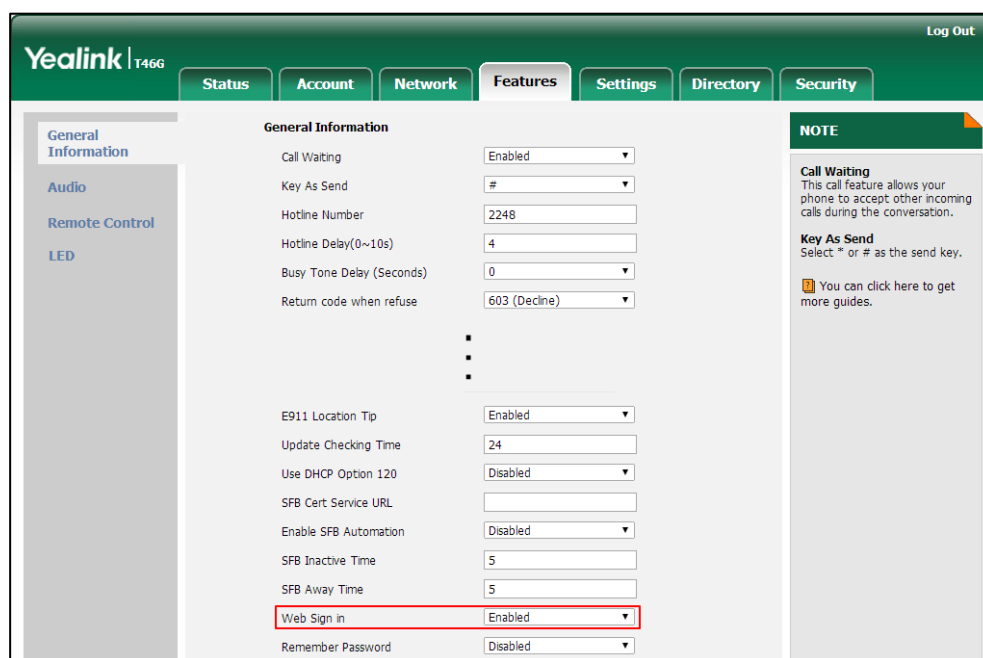 Log Out
Yealink T46G
Status Account Network Features Settings Directory Security
General
Information
Audio
Remote Control
LED
General Information
Call Waiting Enabled
Key As Send #
Hotline Number 2248
Hotline Delay(0~10s) 4
Busy Tone Delay (Seconds) 0
Return code when refuse 603 (Decline)
E911 Location Tip Enabled
Update Checking Time 24
Use DHCP Option 120 Disabled
SFB Cert Service URL
Enable SFB Automation Disabled
SFB Inactive Time 5
SFB Away Time 5
Web Sign in Enabled
Remember Password Disabled
NOTE
Call Waiting
This call feature allows your
phone to accept other incoming
calls during the conversation.
Key As Send
Select * or # as the send key.
You can click here to get
more guides.